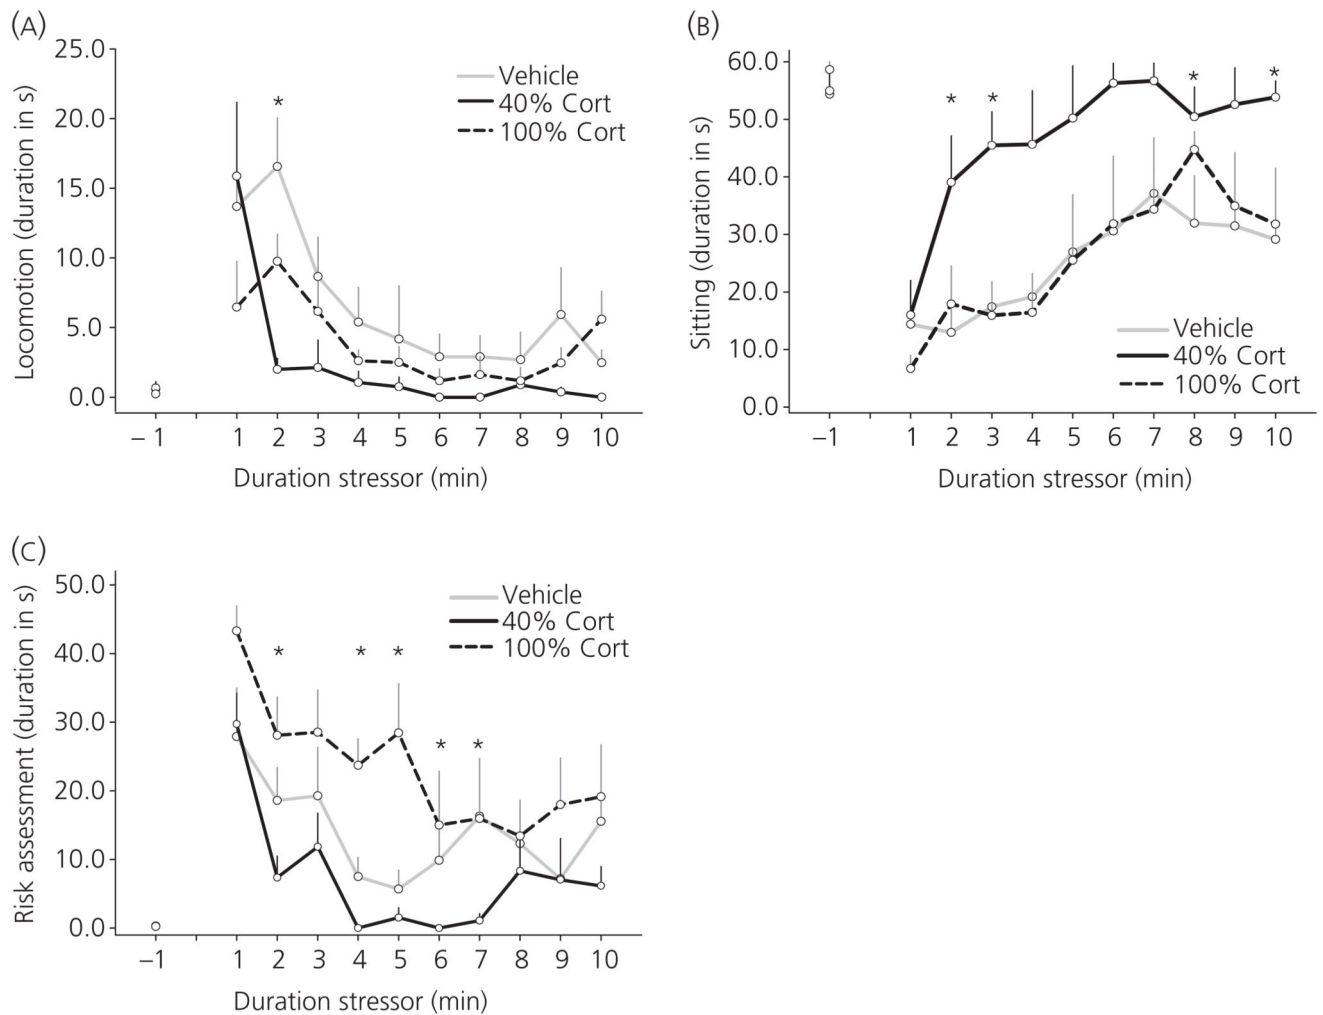 (A)
25.0
20.0
15.0
10.0
5.0
0.0
Locomotion (duration in s)
*
Vehicle
40% Cort
100% Cort
– 1 1 2 3 4 5 6 7 8 9 10
Duration stressor (min)
(B)
60.0
50.0
40.0
30.0
20.0
10.0
0.0
Sitting (duration in s)
* * * *
Vehicle
40% Cort
100% Cort
–1 1 2 3 4 5 6 7 8 9 10
Duration stressor (min)
(C)
50.0
40.0
30.0
20.0
10.0
0.0
Risk assessment (duration in s)
Vehicle
40% Cort
100% Cort
* * *
* *
–1 1 2 3 4 5 6 7 8 9 10
Duration stressor (min)